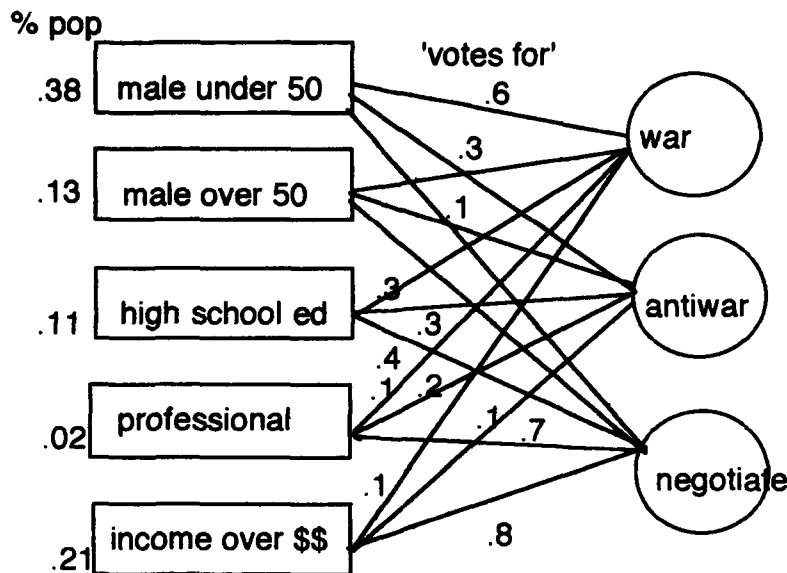 % pop
'votes for'
.38 male under 50
.6
war
.3
.13 male over 50
.1
.3
.11 high school ed
.3
antiwar
.4
.1 .2
.02 professional
.1 .7
negotiate
.1
.21 income over $$
.8